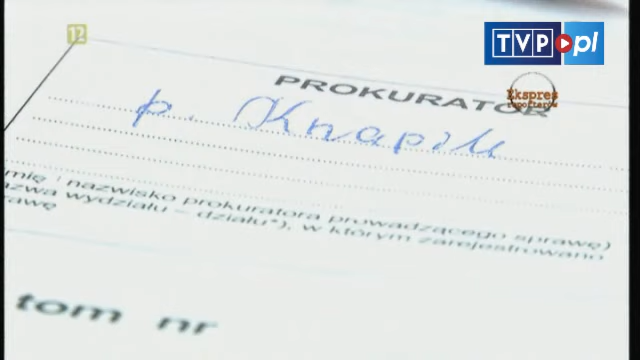 12
TVP.pl
Ekspres
reporterów
PROKURATOR
p. Knapik
imię i nazwisko prokuratora prowadzącego sprawę)
nazwa wydziału – działu*), w którym zarejestrowano
sprawę
tom nr